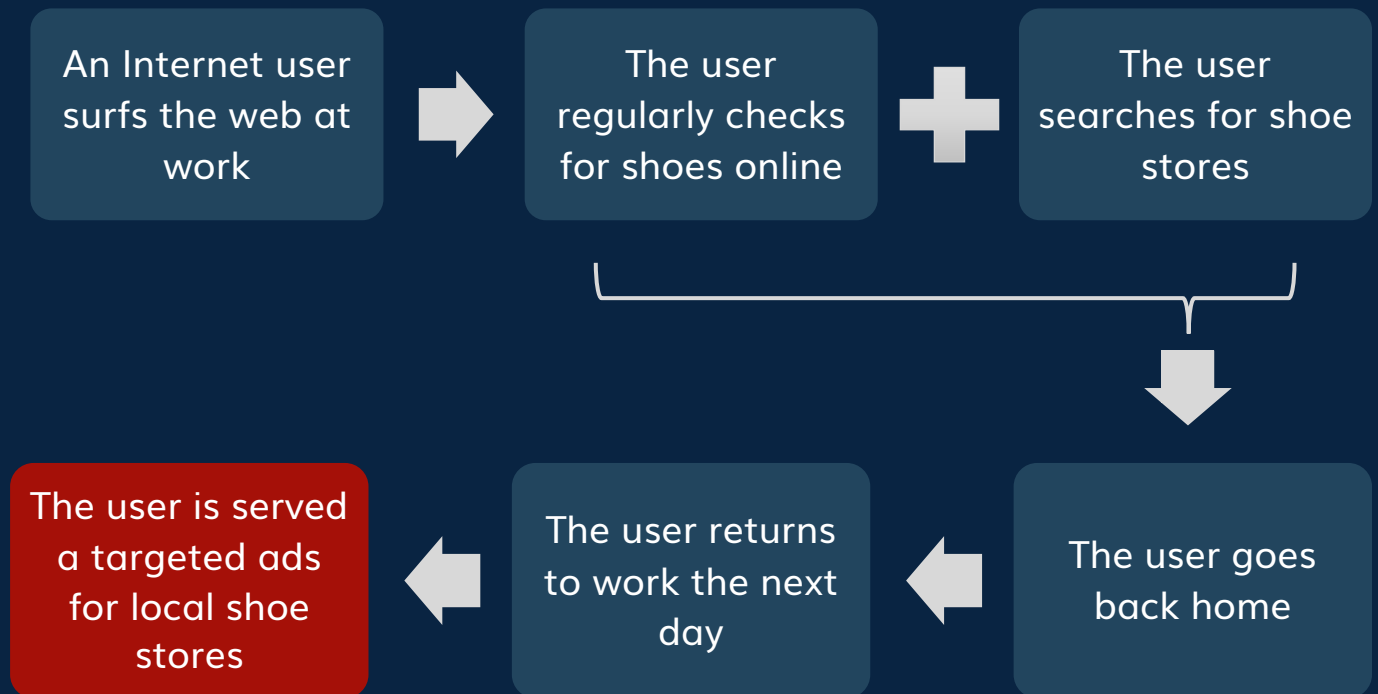 An Internet user
surfs the web at
work
The user
regularly checks
for shoes online
The user
searches for shoe
stores
The user goes
back home
The user returns
to work the next
day
The user is served
a targeted ads
for local shoe
stores